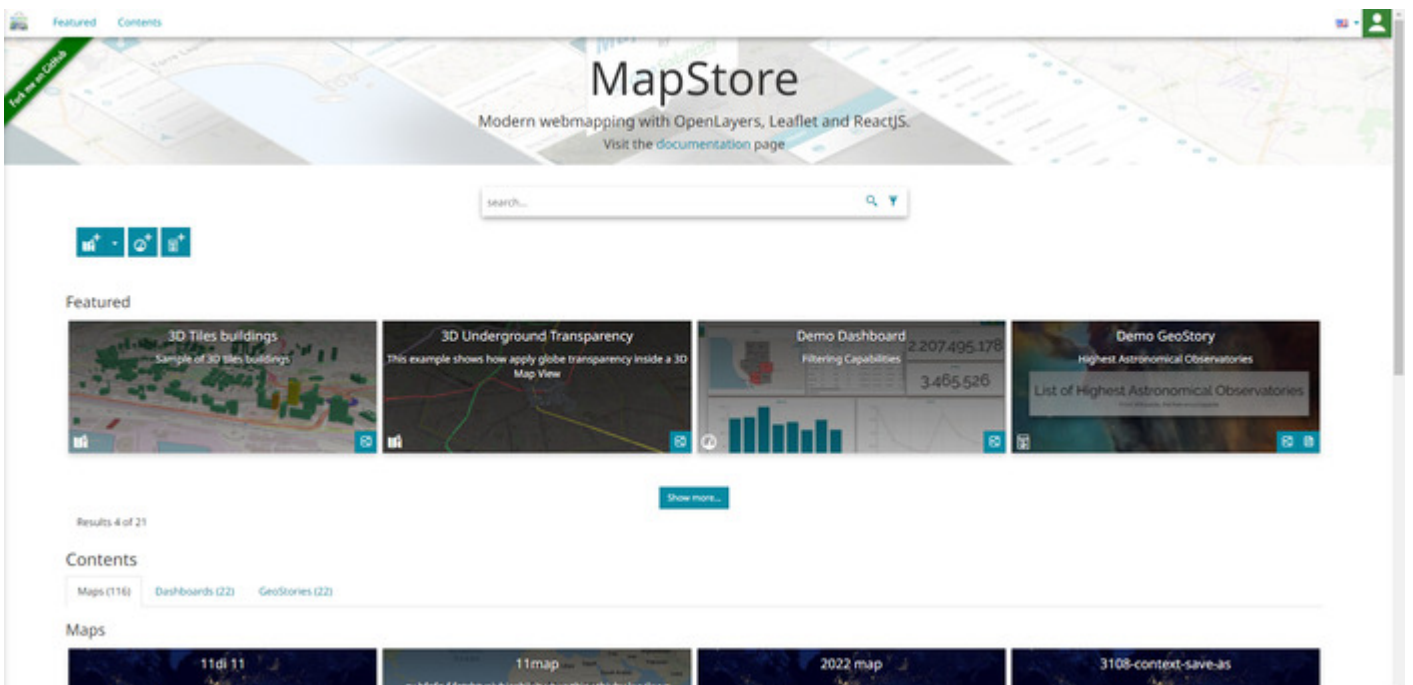 Featured Contents
Fork me on GitHub
MapStore
Modern webmapping with OpenLayers, Leaflet and ReactJS.
Visit the documentation page
search...
Featured
3D Tiles buildings
Sample of 3D tiles buildings
3D Underground Transparency
This example shows how apply globe transparency inside a 3D
Map View
Demo Dashboard
Filtering Capabilities
2.207.495.178
3.465.526
Demo GeoStory
Highest Astronomical Observatories
List of Highest Astronomical Observatories
Show more...
Results 4 of 21
Contents
Maps (116) Dashboards (22) GeoStories (22)
Maps
11di 11
11map
2022 map
3108-context-save-as